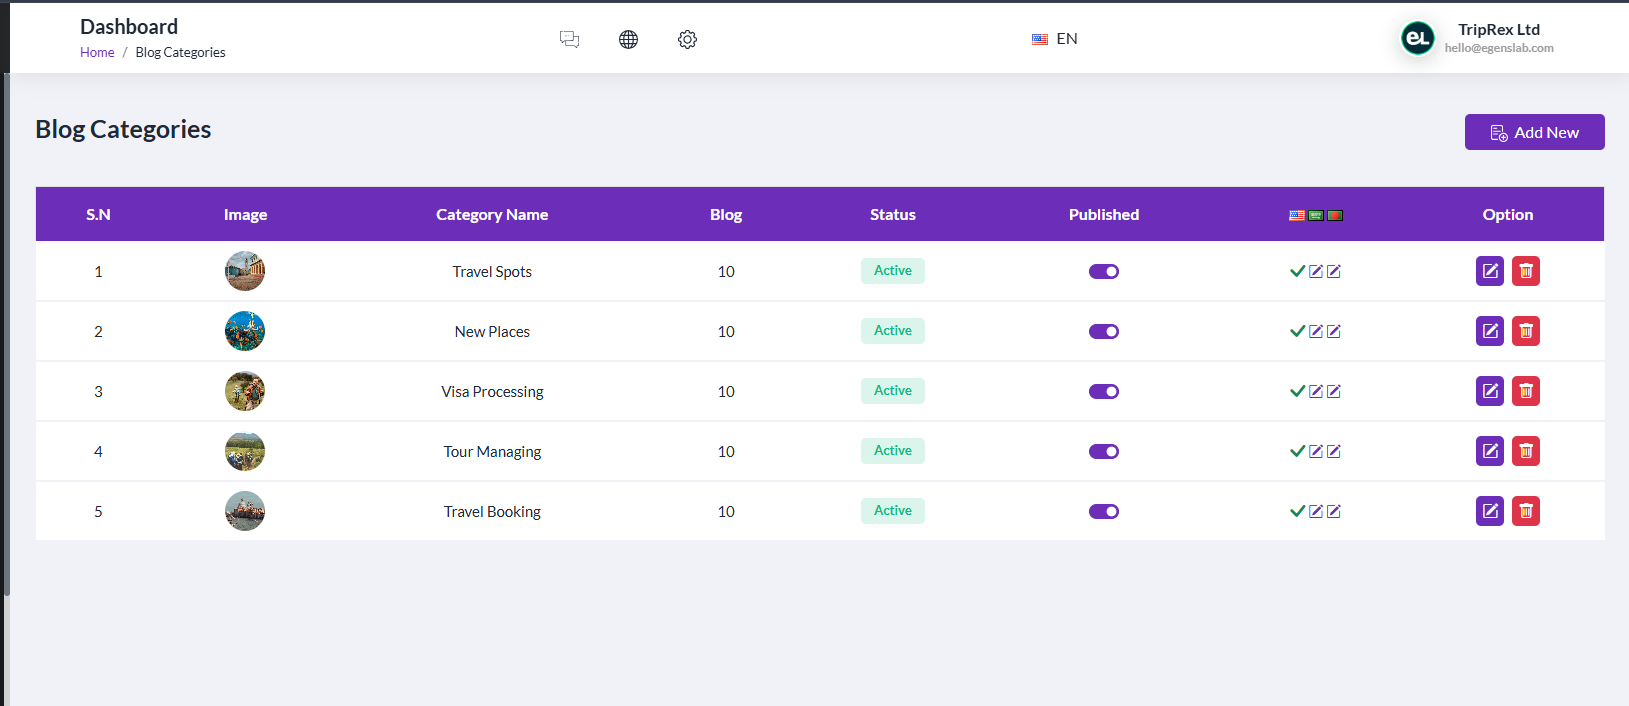 Dashboard
Home / Blog Categories
EN
eL
TripRex Ltd
hello@egenslab.com
Blog Categories
Add New
S.N Image Category Name Blog Status Published Option
1 Travel Spots 10 Active
2 New Places 10 Active
3 Visa Processing 10 Active
4 Tour Managing 10 Active
5 Travel Booking 10 Active